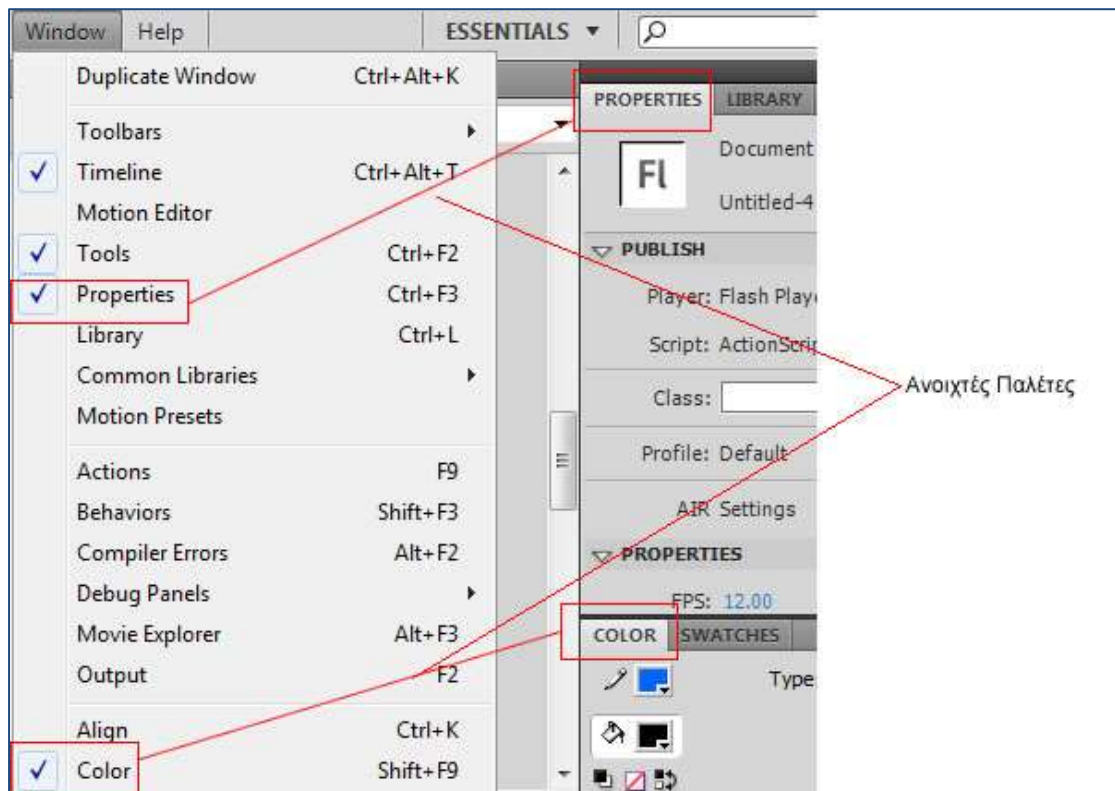 Window Help ESSENTIALS
Duplicate Window Ctrl+Alt+K
Toolbars
Timeline Ctrl+Alt+T
Motion Editor
Tools Ctrl+F2
Properties Ctrl+F3
Library Ctrl+L
Common Libraries
Motion Presets
Actions F9
Behaviors Shift+F3
Compiler Errors Alt+F2
Debug Panels
Movie Explorer Alt+F3
Output F2
Align Ctrl+K
Color Shift+F9
PROPERTIES LIBRARY
Fl
Document
Untitled-4
PUBLISH
Player: Flash Playe
Script: ActionScrip
Class:
Profile: Default
AIR Settings
PROPERTIES
FPS: 12.00
COLOR SWATCHES
Type
Ανοιχτές Παλέτες